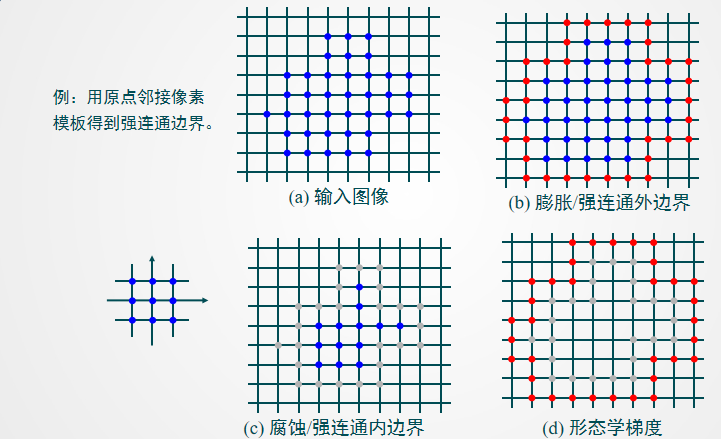 例：用原点邻接像素
模板得到强连通边界。
(a) 输入图像
(b) 膨胀/强连通外边界
(c) 腐蚀/强连通内边界
(d) 形态学梯度